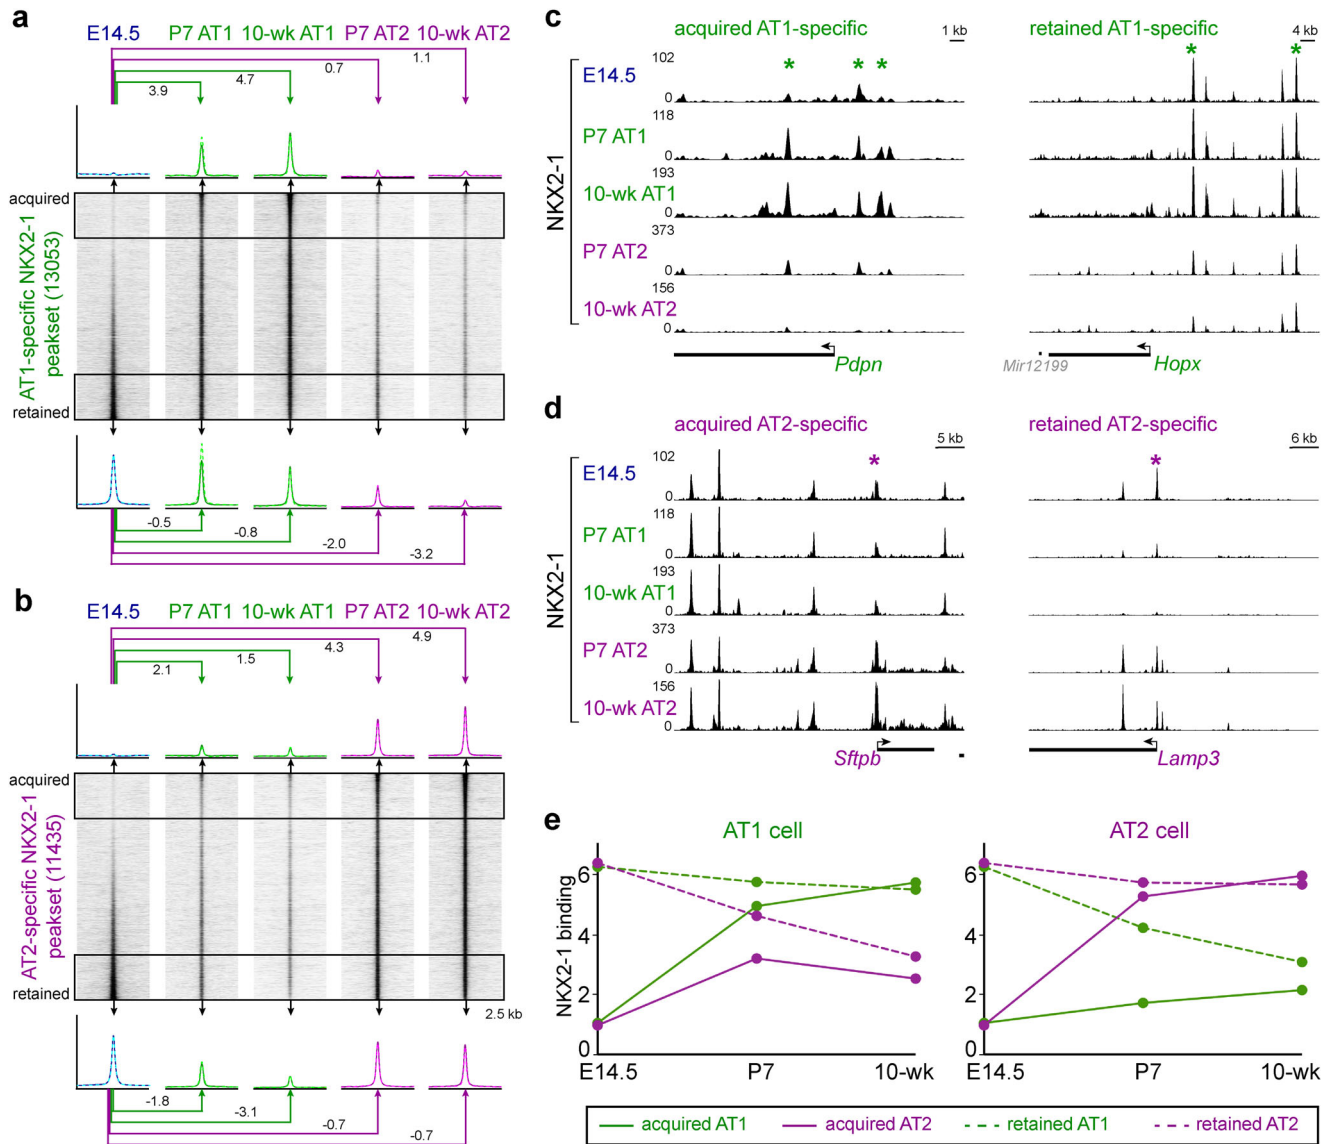 a
E14.5 P7 AT1 10-wk AT1 P7 AT2 10-wk AT2
1.1
0.7
4.7
3.9
acquired
AT1-specific NKX2-1
peakset (13053)
retained
-0.5
-0.8
-2.0
-3.2
b
E14.5 P7 AT1 10-wk AT1 P7 AT2 10-wk AT2
4.9
4.3
1.5
2.1
acquired
AT2-specific NKX2-1
peakset (11435)
retained
2.5 kb
-1.8
-3.1
-0.7
-0.7
c
acquired AT1-specific
1 kb
retained AT1-specific
4 kb
* * *
* *
NKX2-1
E14.5
102
0
P7 AT1
118
0
10-wk AT1
193
0
P7 AT2
373
0
10-wk AT2
156
0
Pdpn
Mir12199
Hopx
d
acquired AT2-specific
5 kb
retained AT2-specific
6 kb
*
*
NKX2-1
E14.5
102
0
P7 AT1
118
0
10-wk AT1
193
0
P7 AT2
373
0
10-wk AT2
156
0
Sftpb
Lamp3
e
AT1 cell
AT2 cell
NKX2-1 binding
6
4
2
0
E14.5 P7 10-wk
6
4
2
0
E14.5 P7 10-wk
acquired AT1 acquired AT2 retained AT1 retained AT2